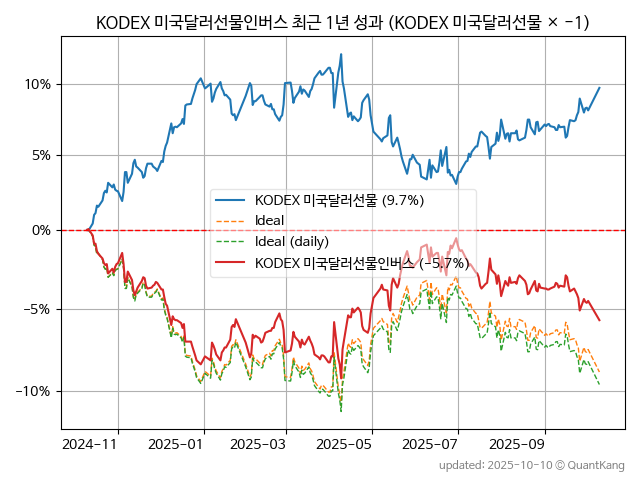 KODEX 미국달러선물인버스 최근 1년 성과 (KODEX 미국달러선물 × −1)
10%
5%
0%
−5%
−10%
KODEX 미국달러선물 (9.7%)
Ideal
Ideal (daily)
KODEX 미국달러선물인버스 (−5.7%)
2024−11 2025−01 2025−03 2025−05 2025−07 2025−09
updated: 2025-10-10 © QuantKang